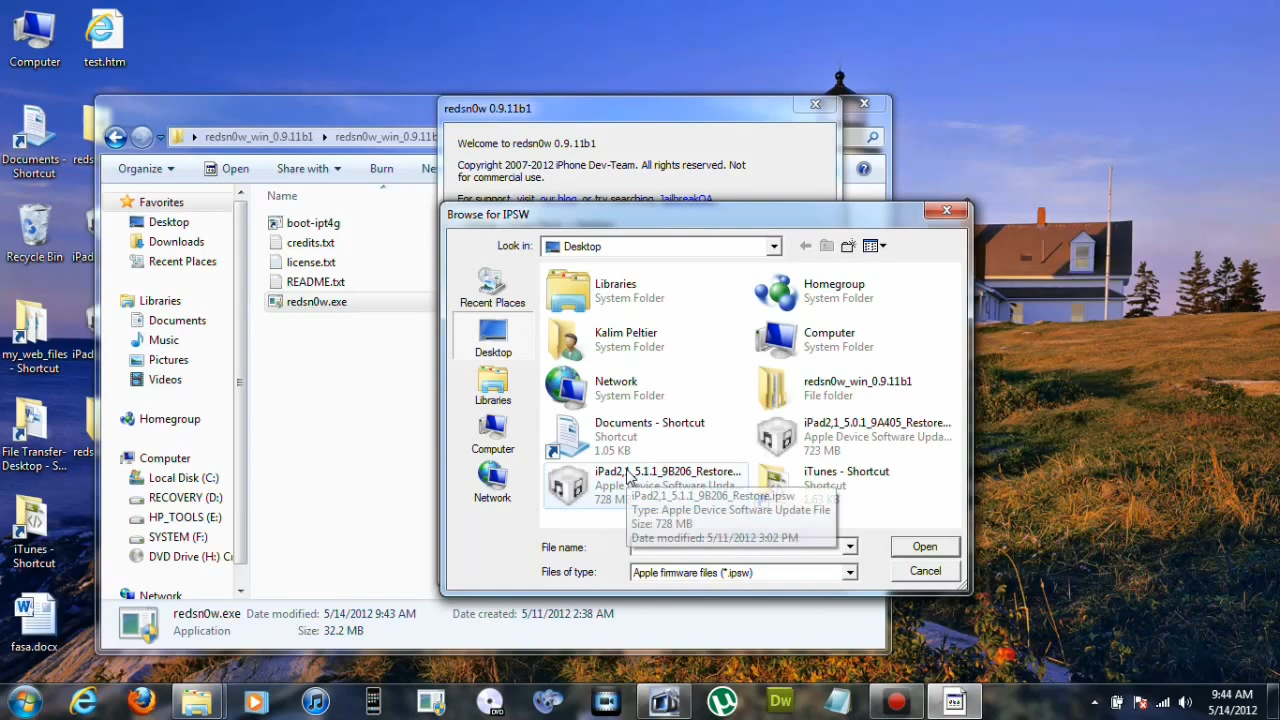 Computer
test.htm
Documents -
Shortcut
reds
Recycle Bin
iPa
my_web_files
- Shortcut
iPad
File Transfer-
Desktop - S...
iTunes -
Shortcut
fasa.docx
redsn0w_win_0.9.11b1
redsn0w_win_0.9.11b
Organize
Open
Share with
Burn
Ne
Favorites
Desktop
Downloads
Recent Places
Libraries
Documents
Music
Pictures
Videos
Homegroup
Computer
Local Disk (C:)
RECOVERY (D:)
HP_TOOLS (E:)
SYSTEM (F:)
DVD Drive (H:) C
Network
Name
boot-ipt4g
credits.txt
license.txt
README.txt
redsn0w.exe
redsn0w.exe Date modified: 5/14/2012 9:43 AM Date created: 5/11/2012 2:38 AM
Application Size: 32.2 MB
redsn0w 0.9.11b1
Welcome to redsn0w 0.9.11b1
Copyright 2007-2012 iPhone Dev-Team. All rights reserved. Not
for commercial use.
For support, visit our blog, or try searching JailbreakQA
Browse for IPSW
Look in:
Desktop
Recent Places
Desktop
Libraries
Computer
Network
Libraries
System Folder
Homegroup
System Folder
Kalim Peltier
System Folder
Computer
System Folder
Network
System Folder
redsn0w_win_0.9.11b1
File folder
Documents - Shortcut
Shortcut
1.05 KB
iPad2,1_5.0.1_9A405_Restore...
Apple Device Software Upda...
723 MB
iPad2,1_5.1.1_9B206_Restore...
Apple Device Software Upda...
728 M
iTunes - Shortcut
Shortcut
1.63 KB
iPad2,1_5.1.1_9B206_Restore.ipsw
Type: Apple Device Software Update File
Size: 728 MB
Date modified: 5/11/2012 3:02 PM
File name:
Open
Files of type:
Apple firmware files (*.ipsw)
Cancel
DVD
Dw
9:44 AM
5/14/2012